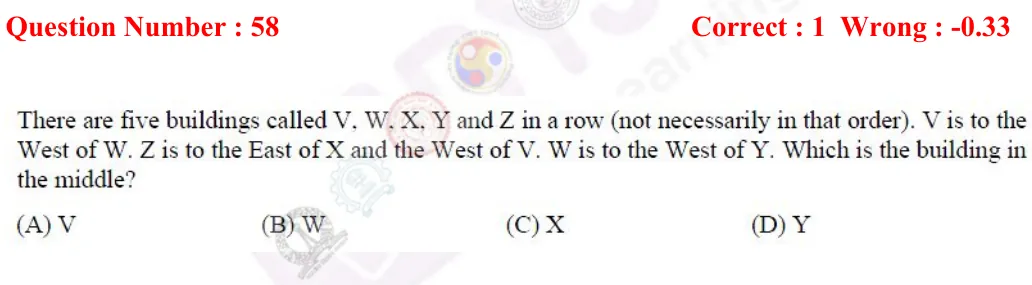 Question Number : 58 Correct : 1 Wrong : -0.33
There are five buildings called V, W, X, Y and Z in a row (not necessarily in that order). V is to the
West of W. Z is to the East of X and the West of V. W is to the West of Y. Which is the building in
the middle?
(A) V (B) W (C) X (D) Y